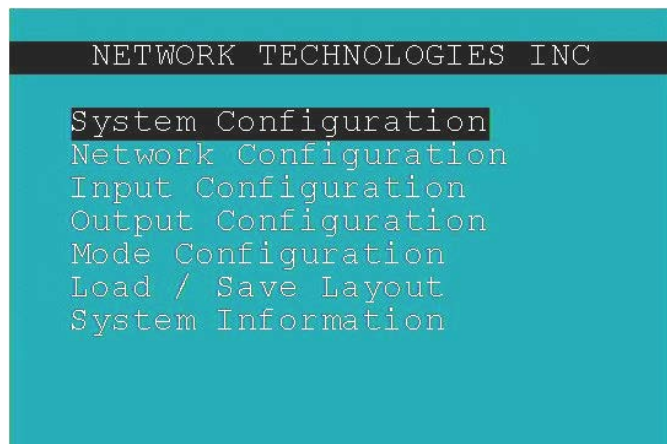 NETWORK TECHNOLOGIES INC
System Configuration
Network Configuration
Input Configuration
Output Configuration
Mode Configuration
Load / Save Layout
System Information